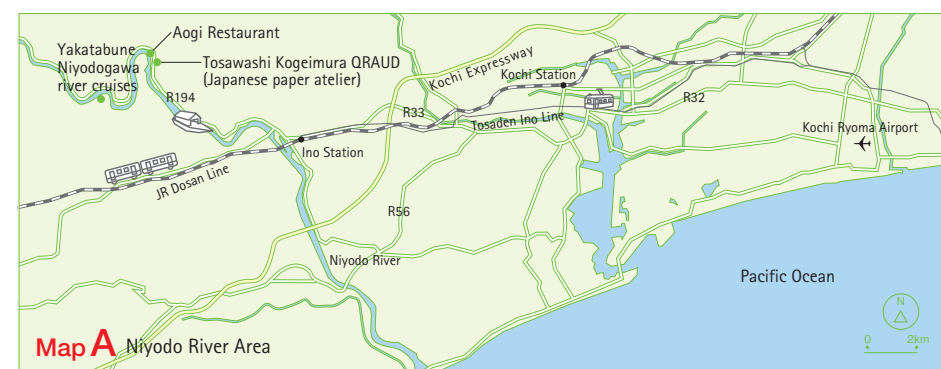 Aogi Restaurant
Yakatabune
Niyodogawa
river cruises
Tosawashi Kogeimura QRAUD
(Japanese paper atelier)
R194
Kochi Expressway
Kochi Station
R33
Tosaden Ino Line
R32
Kochi Ryoma Airport
Ino Station
JR Dosan Line
R56
Niyodo River
Pacific Ocean
N
0 2km
Map A Niyodo River Area